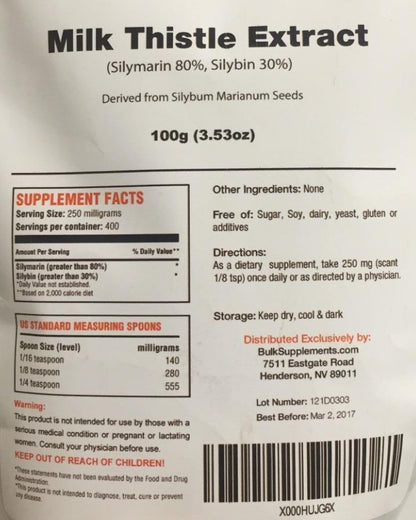 Milk Thistle Extract
(Silymarin 80%, Silybin 30%)
Derived from Silybum Marianum Seeds
100g (3.53oz)
SUPPLEMENT FACTS
Serving Size: 250 milligrams
Servings per container: 400
Amount Per Serving % Daily Value**
Silymarin (greater than 80%) *
Silybin (greater than 30%) *
*Daily Value not established.
**Based on 2,000 calorie diet
US STANDARD MEASURING SPOONS
Spoon Size (level) milligrams
1/16 teaspoon 140
1/8 teaspoon 280
1/4 teaspoon 555
Warning:
This product is not intended for use by those with a
serious medical condition or pregnant or lactating
women. Consult your physician before use.
KEEP OUT OF REACH OF CHILDREN!
*These statements have not been evaluated by the Food and Drug
Administration.
*This product is not intended to diagnose, treat, cure or prevent
any disease.
Other Ingredients: None
Free of: Sugar, Soy, dairy, yeast, gluten or
additives
Directions:
As a dietary supplement, take 250 mg (scant
1/8 tsp) once daily or as directed by a physician.
Storage: Keep dry, cool & dark
Distributed Exclusively by:
BulkSupplements.com
7511 Eastgate Road
Henderson, NV 89011
Lot Number: 121D0303
Best Before: Mar 2, 2017
X000HUJG6X